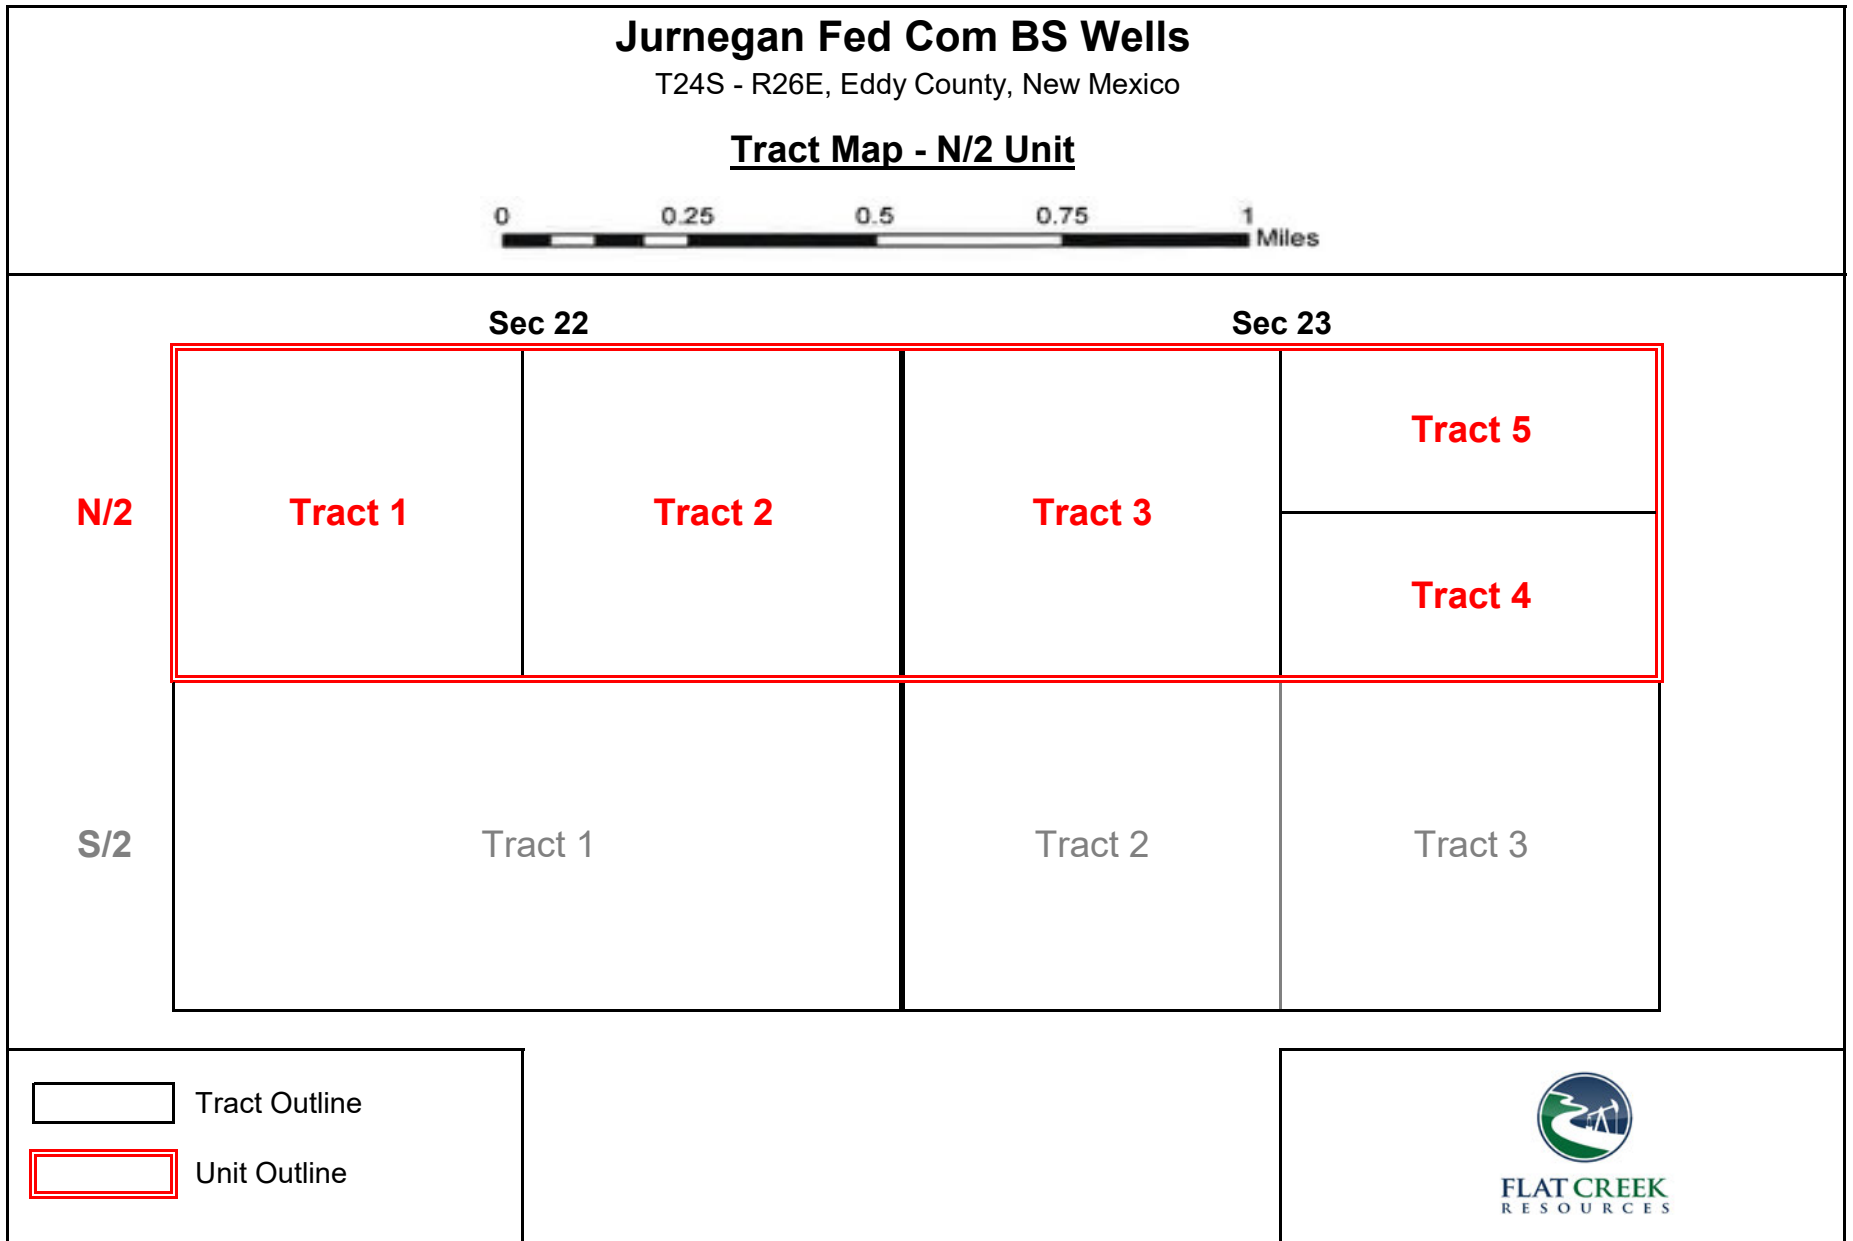 Jurnegan Fed Com BS Wells
T24S - R26E, Eddy County, New Mexico
Tract Map - N/2 Unit
0 0.25 0.5 0.75 1
Miles
Sec 22 Sec 23
Tract 5
N/2 Tract 1 Tract 2 Tract 3
Tract 4
S/2 Tract 1 Tract 2 Tract 3
Tract Outline
Unit Outline
FLAT CREEK
RESOURCES